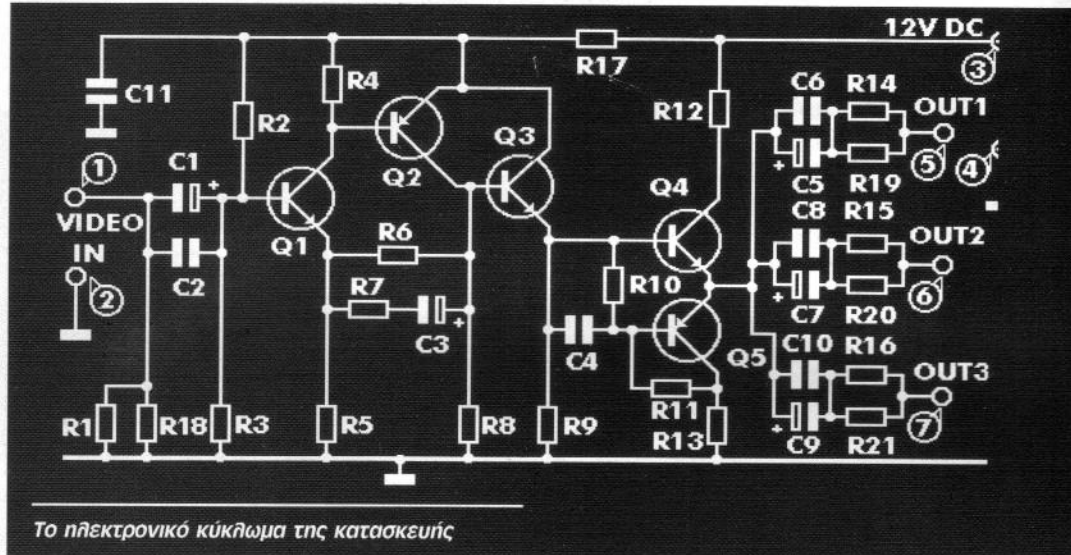 12V DC
R17
3
C11
R4
C6
R14
OUT1
R2
R12
Q3
1
C1
+
+
5
4
Q2
C5
R19
VIDEO
Q4
C8
R15
IN
Q1
R6
OUT2
C2
R7
R10
2
+
6
C3
+
C7
R20
C4
Q5
C10
R16
OUT3
R11
R1
R18
R3
R5
R8
R9
R13
+
C9
R21
7
Το ηλεκτρονικό κύκλωμα της κατασκευής